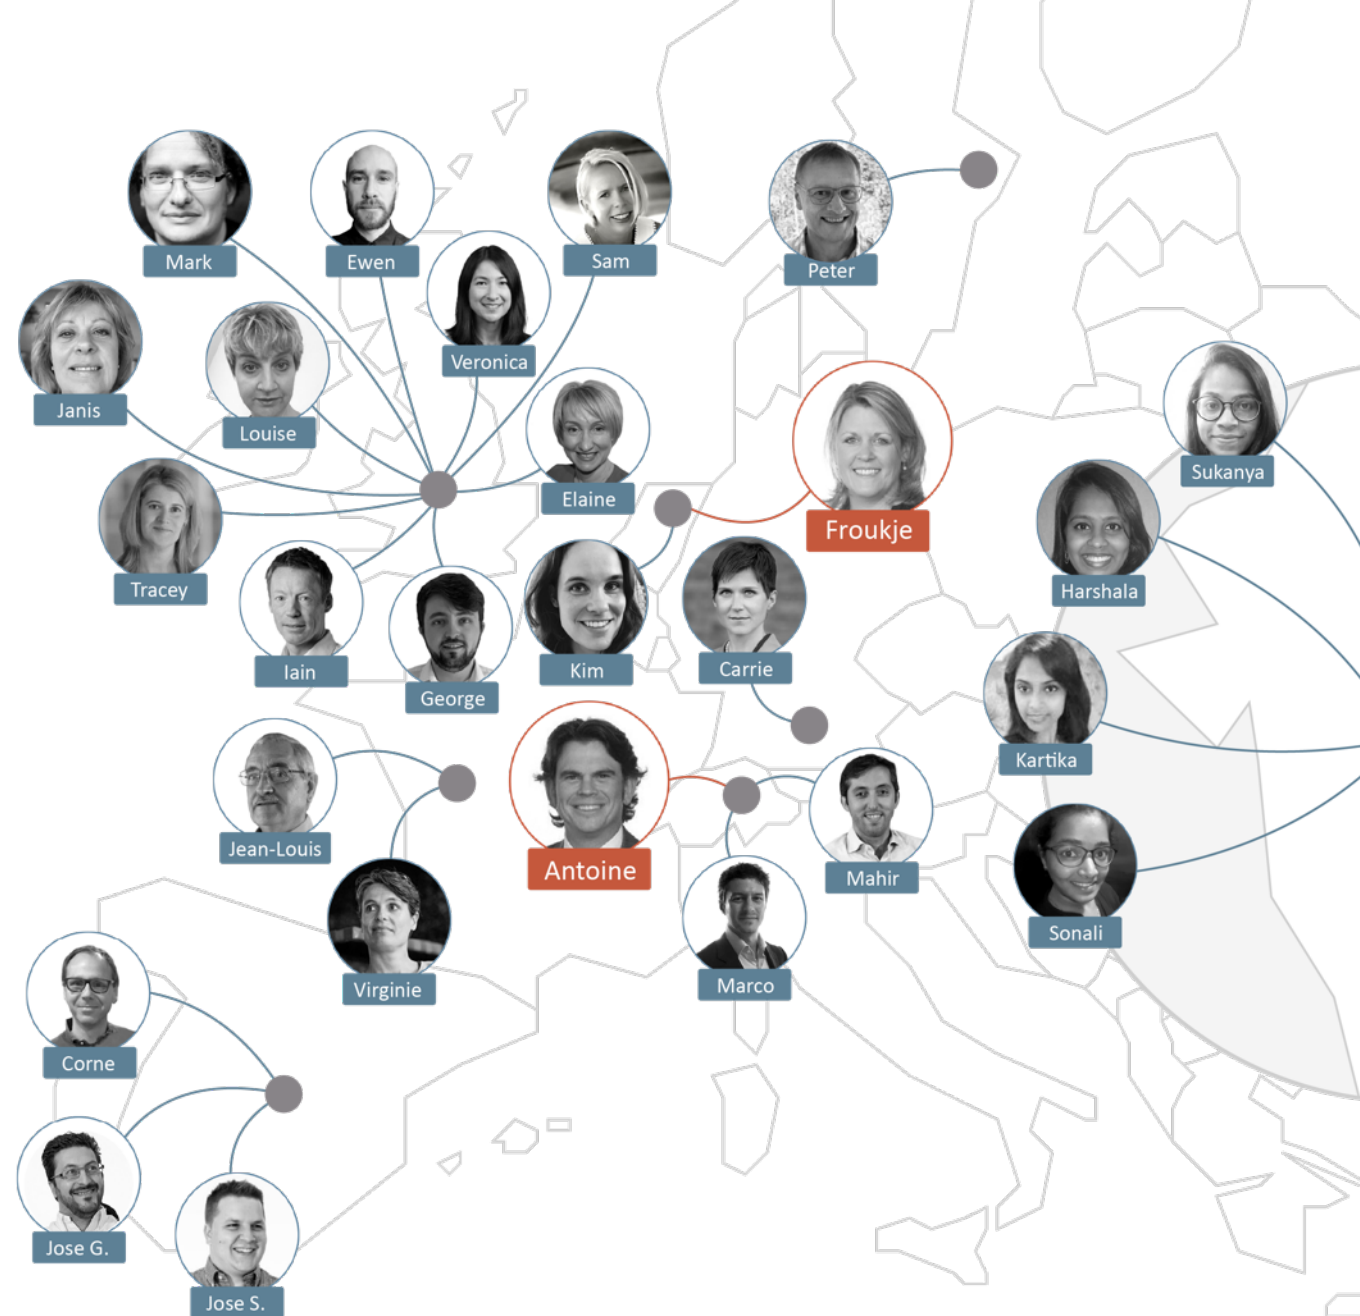 Mark
Ewen
Sam
Peter
Veronica
Janis
Louise
Sukanya
Elaine
Froukje
Tracey
Harshala
Iain
Kim
Carrie
George
Kartika
Jean-Louis
Antoine
Mahir
Sonali
Virginie
Marco
Corne
Jose G.
Jose S.